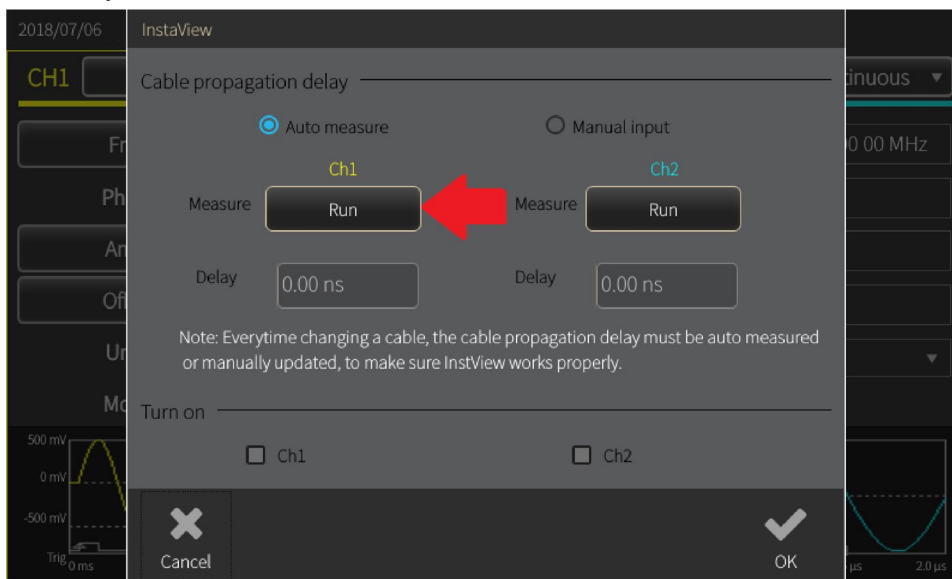 2018/07/06 InstaView
CH1
Cable propagation delay
Auto measure Manual input
00 MHz
Ch1 Ch2
Measure Run Measure Run
Delay 0.00 ns Delay 0.00 ns
Note: Everytime changing a cable, the cable propagation delay must be auto measured
or manually updated, to make sure InstView works properly.
Turn on
Ch1 Ch2
500 mV
0 mV
-500 mV
Trig
0 ms
Cancel OK
µs 2.0 µs